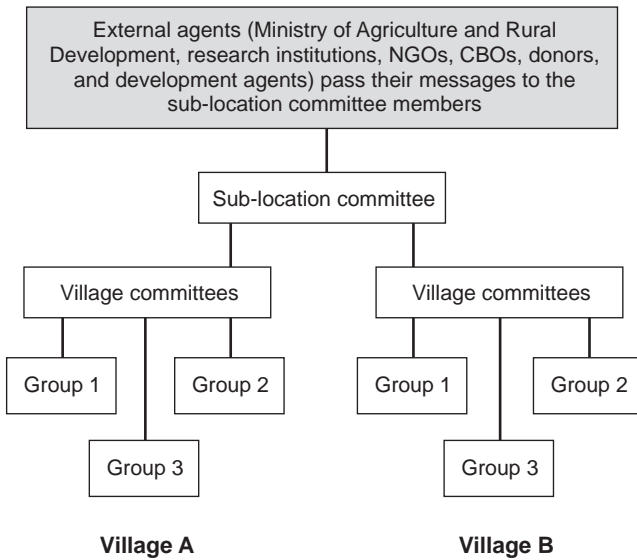 External agents (Ministry of Agriculture and Rural
Development, research institutions, NGOs, CBOs, donors,
and development agents) pass their messages to the
sub-location committee members
Sub-location committee
Village committees
Village committees
Group 1
Group 2
Group 1
Group 2
Group 3
Group 3
Village A
Village B